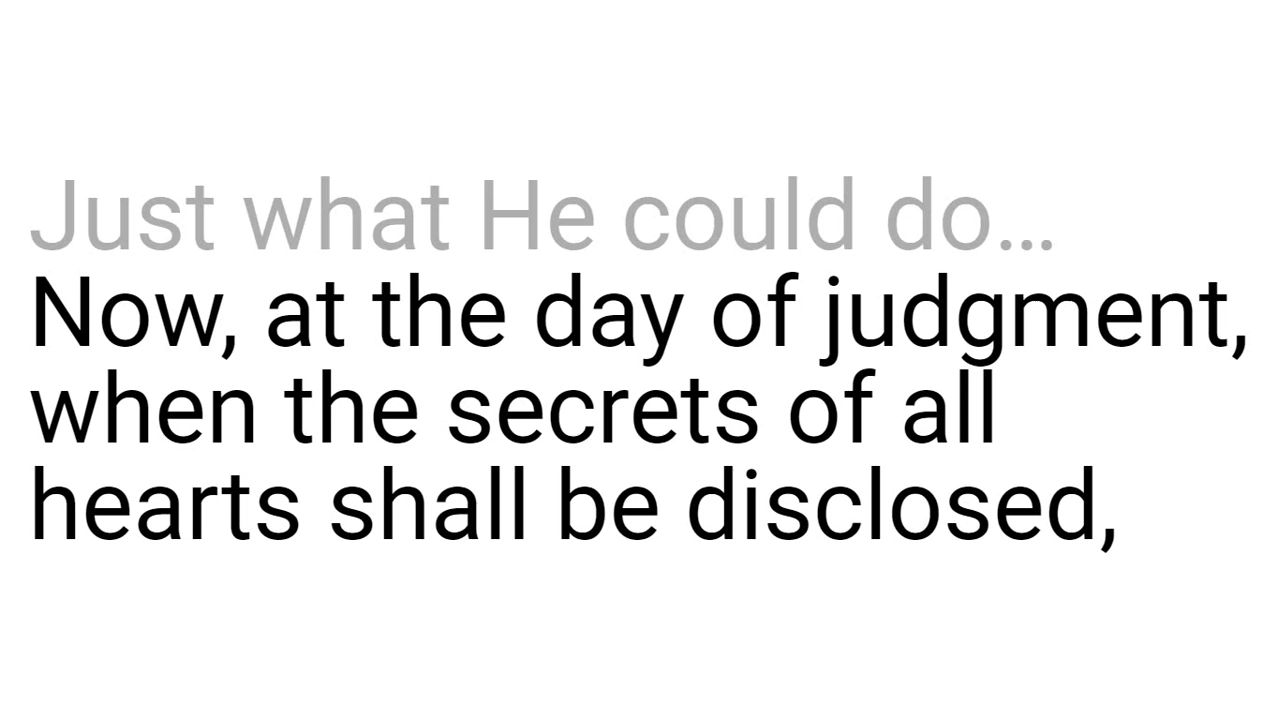 Just what He could do...
Now, at the day of judgment,
when the secrets of all
hearts shall be disclosed,